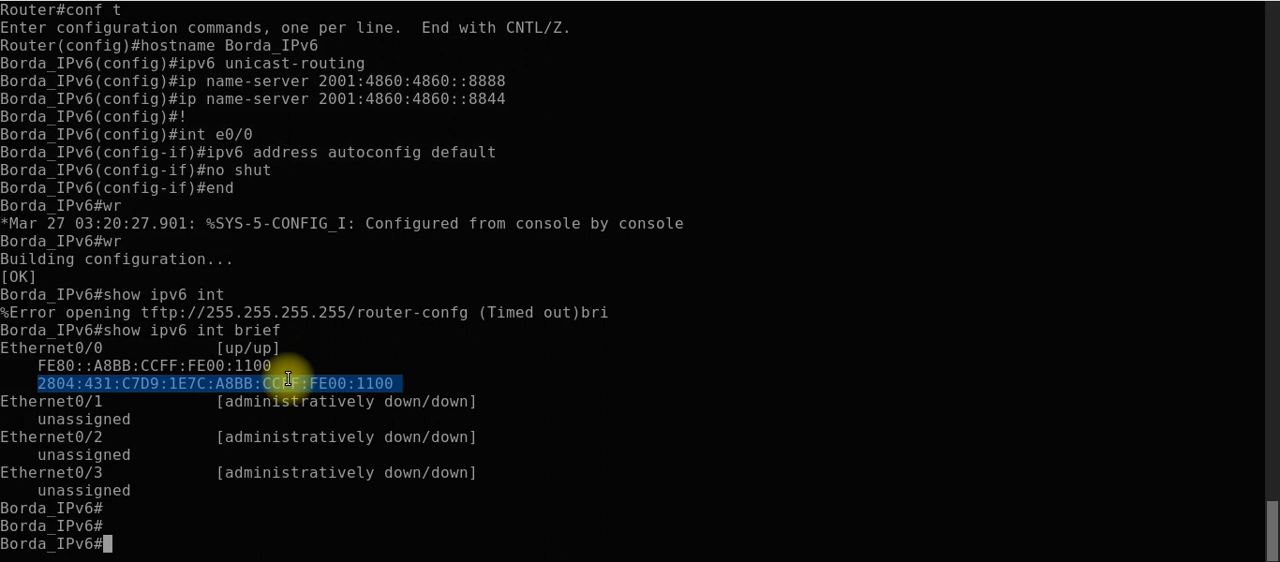 Router#conf t
Enter configuration commands, one per line.  End with CNTL/Z.
Router(config)#hostname Borda_IPv6
Borda_IPv6(config)#ipv6 unicast-routing
Borda_IPv6(config)#ip name-server 2001:4860:4860::8888
Borda_IPv6(config)#ip name-server 2001:4860:4860::8844
Borda_IPv6(config)#!
Borda_IPv6(config)#int e0/0
Borda_IPv6(config-if)#ipv6 address autoconfig default
Borda_IPv6(config-if)#no shut
Borda_IPv6(config-if)#end
Borda_IPv6#wr
*Mar 27 03:20:27.901: %SYS-5-CONFIG_I: Configured from console by console
Borda_IPv6#wr
Building configuration...
[OK]
Borda_IPv6#show ipv6 int
%Error opening tftp://255.255.255.255/router-confg (Timed out)bri
Borda_IPv6#show ipv6 int brief
Ethernet0/0            [up/up]
    FE80::A8BB:CCFF:FE00:1100
    2804:431:C7D9:1E7C:A8BB:CCFF:FE00:1100
Ethernet0/1            [administratively down/down]
    unassigned
Ethernet0/2            [administratively down/down]
    unassigned
Ethernet0/3            [administratively down/down]
    unassigned
Borda_IPv6#
Borda_IPv6#
Borda_IPv6#